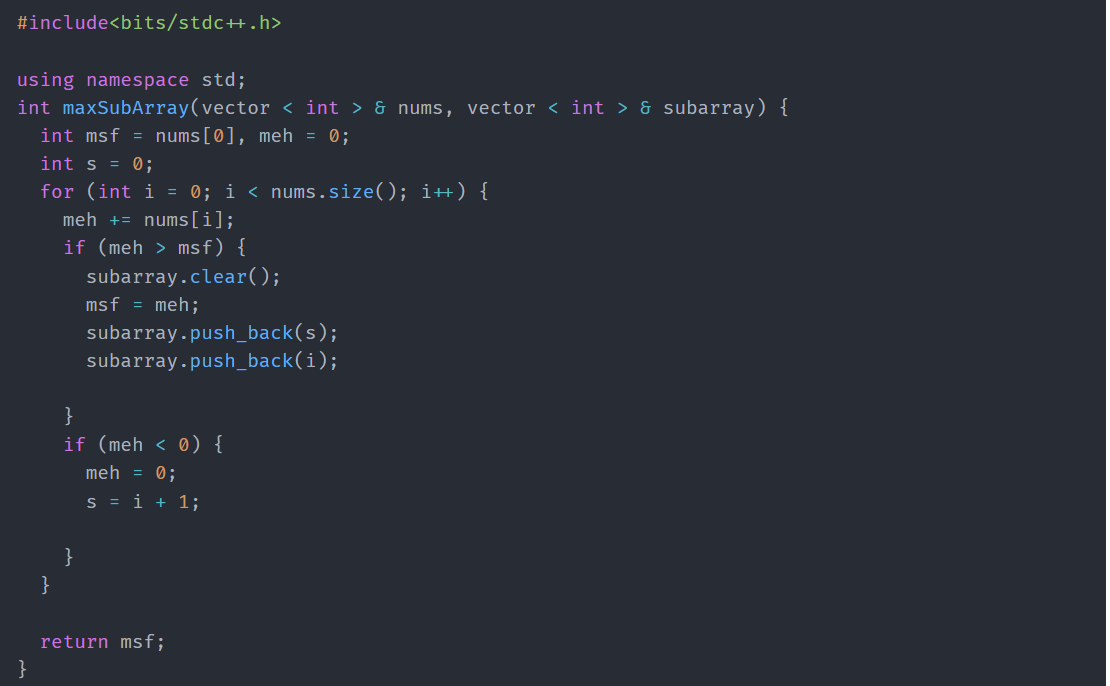 #include<bits/stdc++.h>
using namespace std;
int maxSubArray(vector < int > & nums, vector < int > & subarray) {
  int msf = nums[0], meh = 0;
  int s = 0;
  for (int i = 0; i < nums.size(); i++) {
    meh += nums[i];
    if (meh > msf) {
      subarray.clear();
      msf = meh;
      subarray.push_back(s);
      subarray.push_back(i);
    }
    if (meh < 0) {
      meh = 0;
      s = i + 1;
    }
  }
  return msf;
}